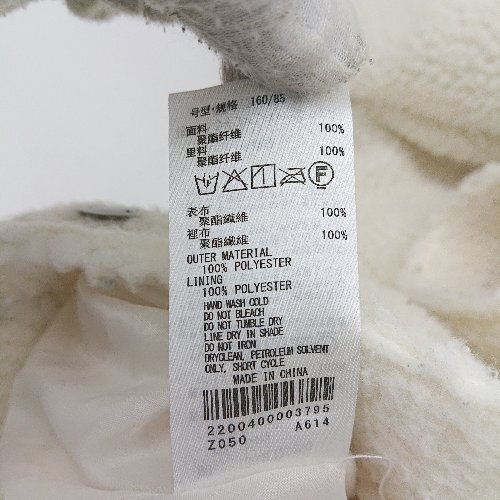 号型·规格 160/85
面料
聚酯纤维 100%
里料
聚酯纤维 100%
F
表布
聚酯纖維 100%
裡布
聚酯纖維 100%
OUTER MATERIAL
100% POLYESTER
LINING
100% POLYESTER
HAND WASH COLD
DO NOT BLEACH
DO NOT TUMBLE DRY
LINE DRY IN SHADE
DO NOT IRON
DRYCLEAN, PETROLEUM SOLVENT
ONLY, SHORT CYCLE
MADE IN CHINA
2200400003795
Z050 A614